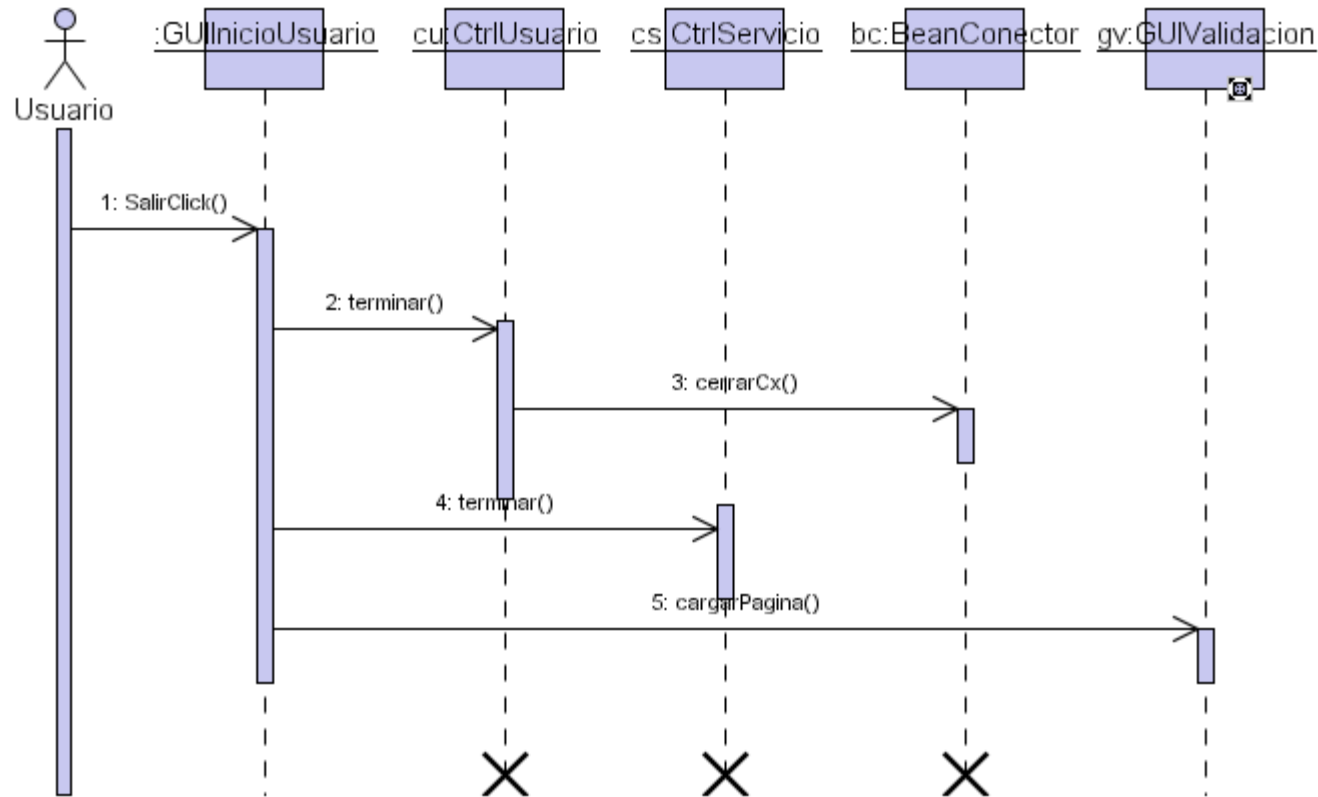 :GUIInicioUsuario
cu:CtrlUsuario
cs:CtrlServicio
bc:BeanConector
gv:GUIValidacion
Usuario
1: SalirClick()
2: terminar()
3: cerrarCx()
4: terminar()
5: cargarPagina()